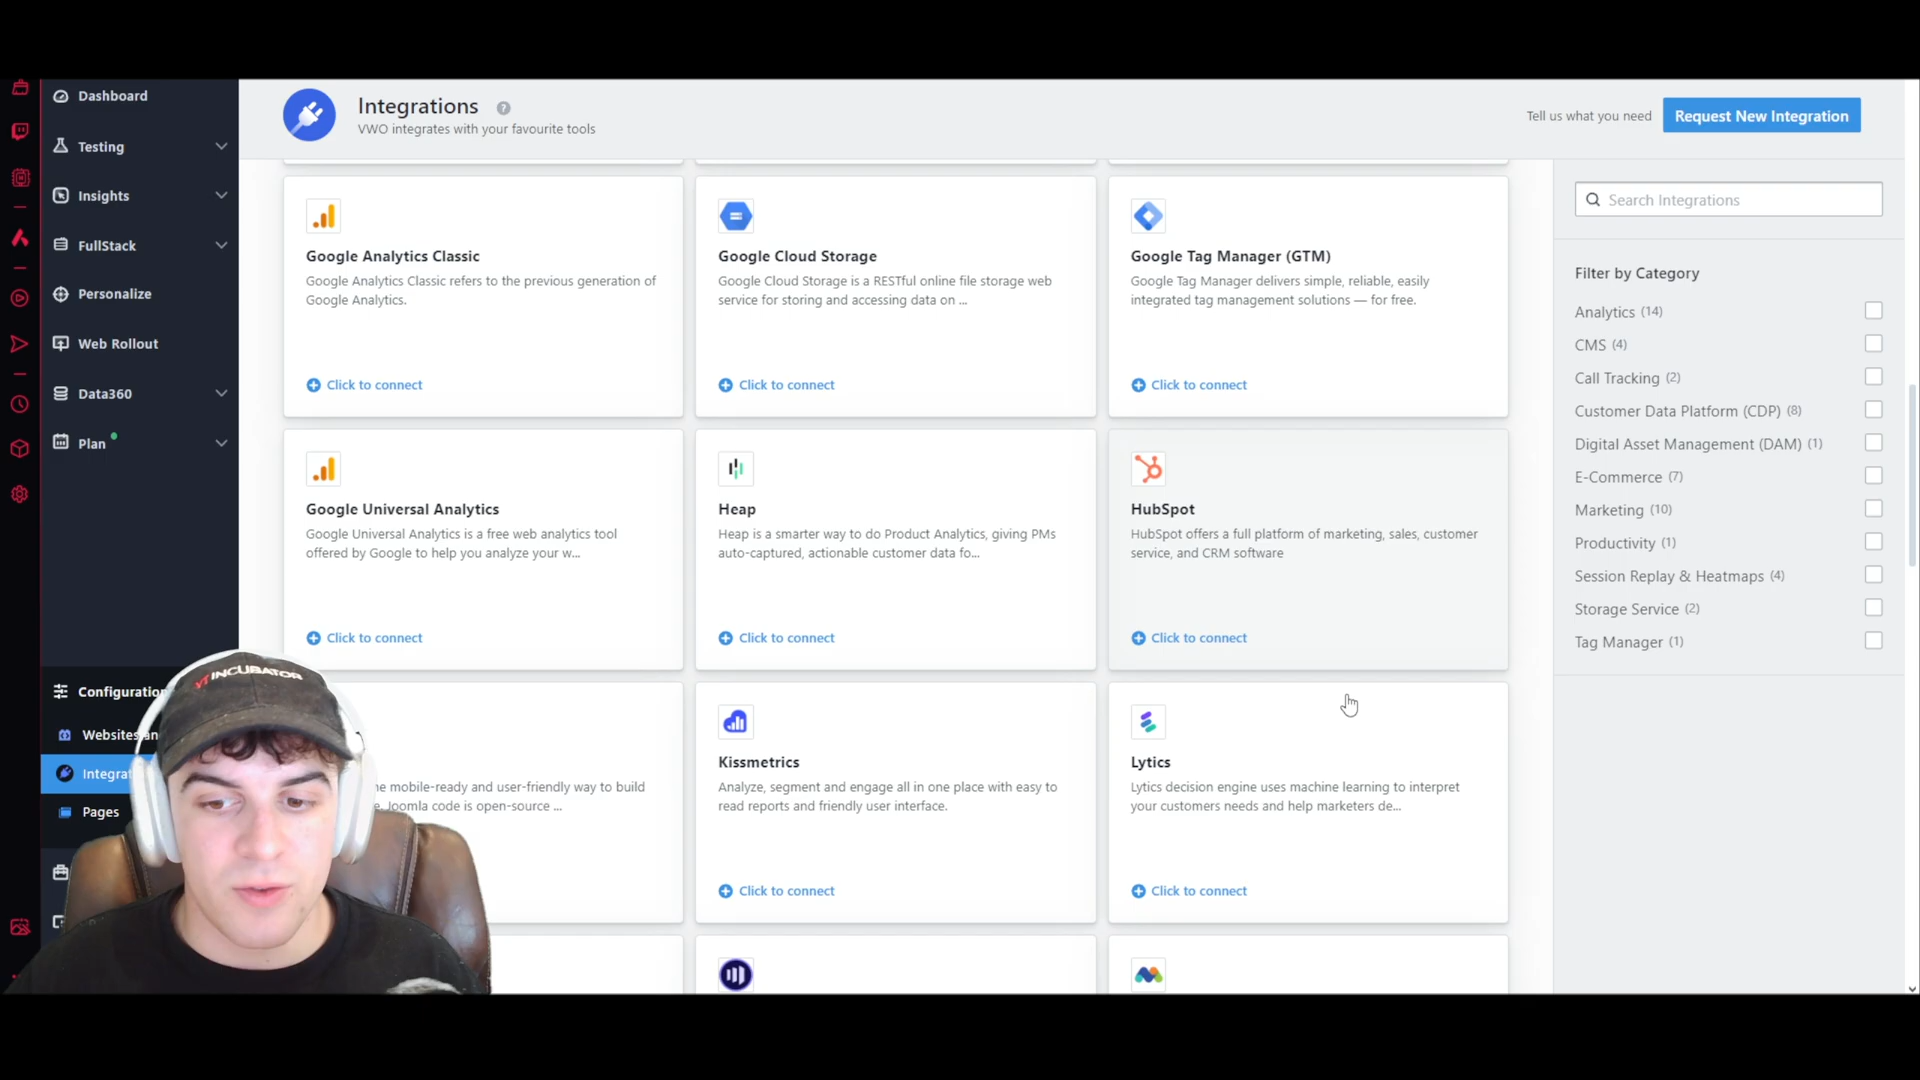 Dashboard
Testing
Insights
FullStack
Personalize
Web Rollout
Data360
Plan
Configuration
Websites an
Integrat
Pages
Integrations ?
VWO integrates with your favourite tools
Tell us what you need
Request New Integration
Google Analytics Classic
Google Analytics Classic refers to the previous generation of
Google Analytics.
Click to connect
Google Cloud Storage
Google Cloud Storage is a RESTful online file storage web
service for storing and accessing data on ...
Click to connect
Google Tag Manager (GTM)
Google Tag Manager delivers simple, reliable, easily
integrated tag management solutions — for free.
Click to connect
Google Universal Analytics
Google Universal Analytics is a free web analytics tool
offered by Google to help you analyze your w...
Click to connect
Heap
Heap is a smarter way to do Product Analytics, giving PMs
auto-captured, actionable customer data fo...
Click to connect
HubSpot
HubSpot offers a full platform of marketing, sales, customer
service, and CRM software
Click to connect
mobile-ready and user-friendly way to build
Joomla code is open-source ...
Kissmetrics
Analyze, segment and engage all in one place with easy to
read reports and friendly user interface.
Click to connect
Lytics
Lytics decision engine uses machine learning to interpret
your customers needs and help marketers de...
Click to connect
Search Integrations
Filter by Category
Analytics (14)
CMS (4)
Call Tracking (2)
Customer Data Platform (CDP) (8)
Digital Asset Management (DAM) (1)
E-Commerce (7)
Marketing (10)
Productivity (1)
Session Replay & Heatmaps (4)
Storage Service (2)
Tag Manager (1)
YT INCUBATOR